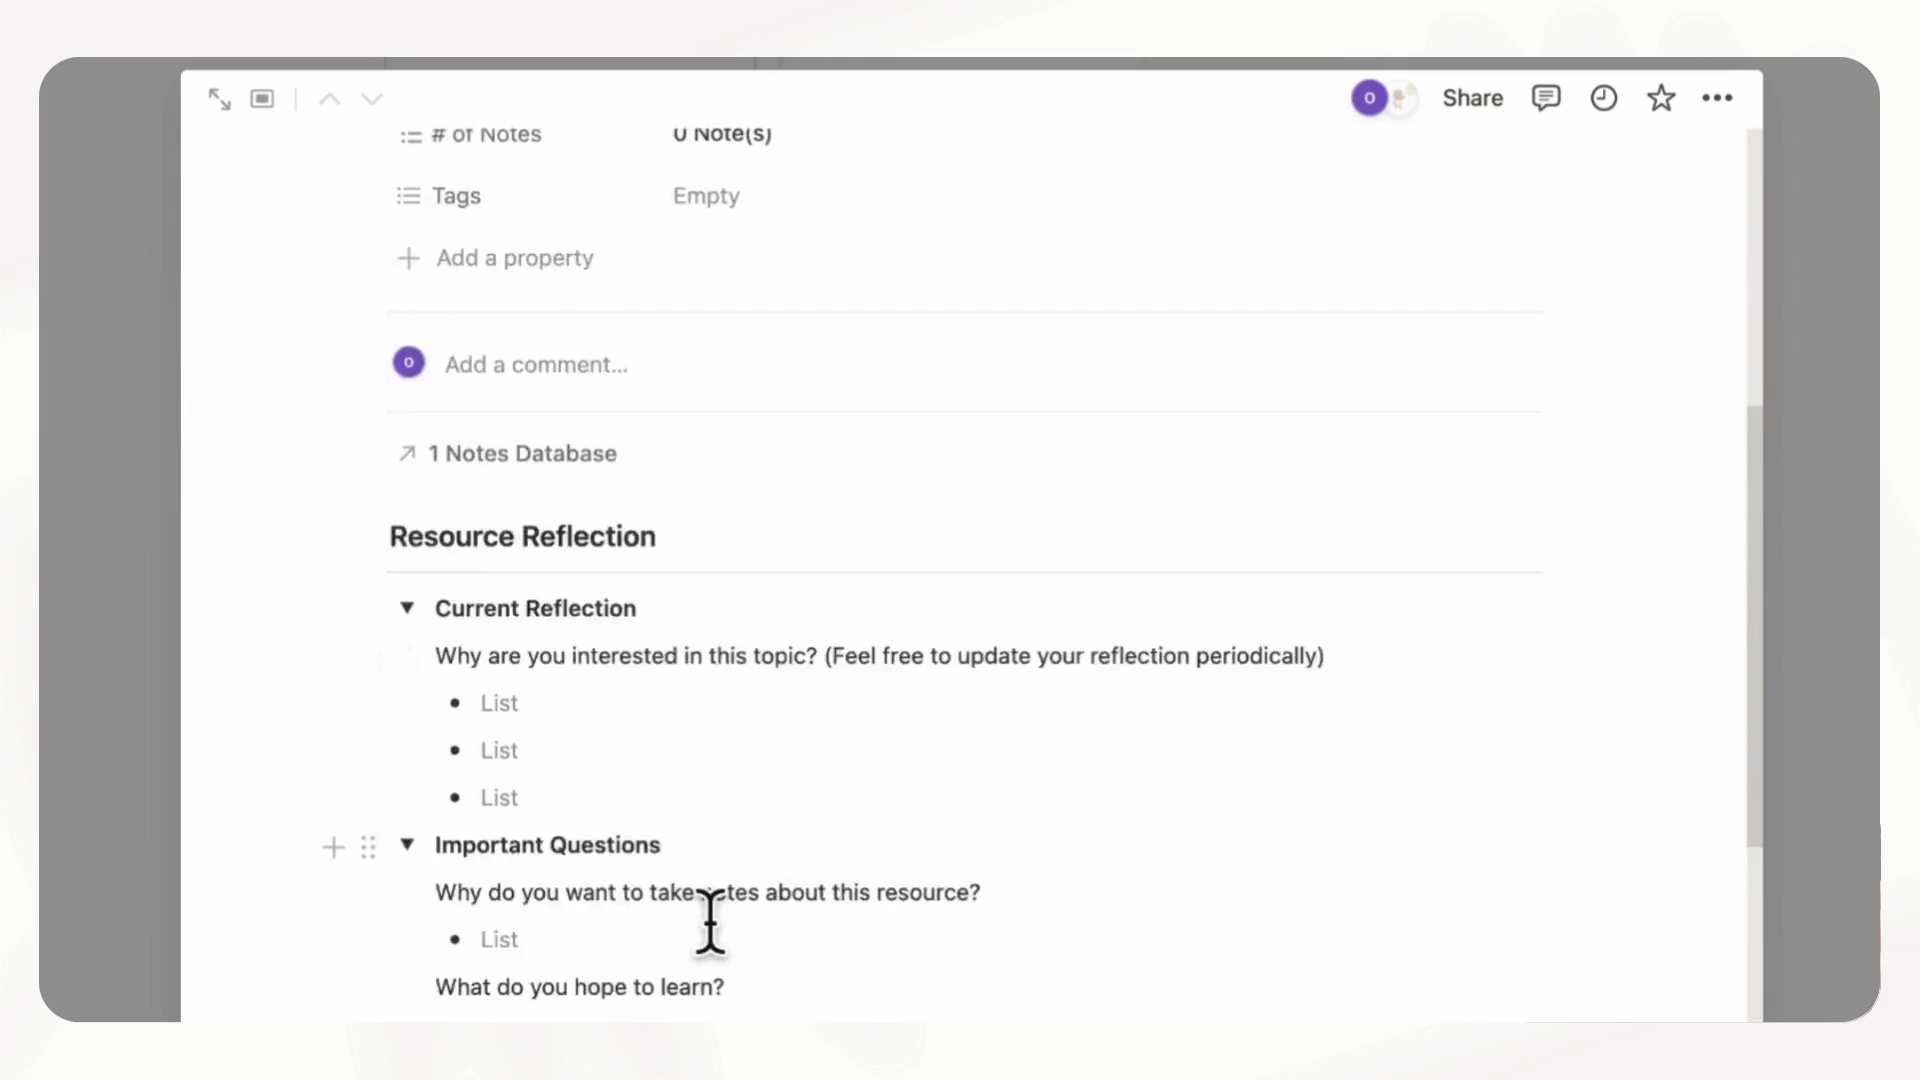 O
Share
# of Notes
0 Note(s)
Tags
Empty
Add a property
O
Add a comment...
1 Notes Database
Resource Reflection
Current Reflection
Why are you interested in this topic? (Feel free to update your reflection periodically)
List
List
List
Important Questions
Why do you want to take notes about this resource?
List
What do you hope to learn?